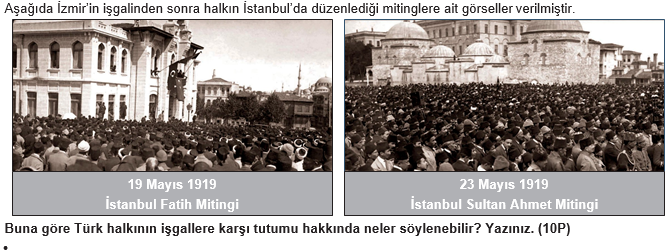 Aşağıda İzmir'in işgalinden sonra halkın İstanbul'da düzenlediği mitinglere ait görseller verilmiştir.
19 Mayıs 1919
İstanbul Fatih Mitingi
23 Mayıs 1919
İstanbul Sultan Ahmet Mitingi
Buna göre Türk halkının işgallere karşı tutumu hakkında neler söylenebilir? Yazınız. (10P)
•